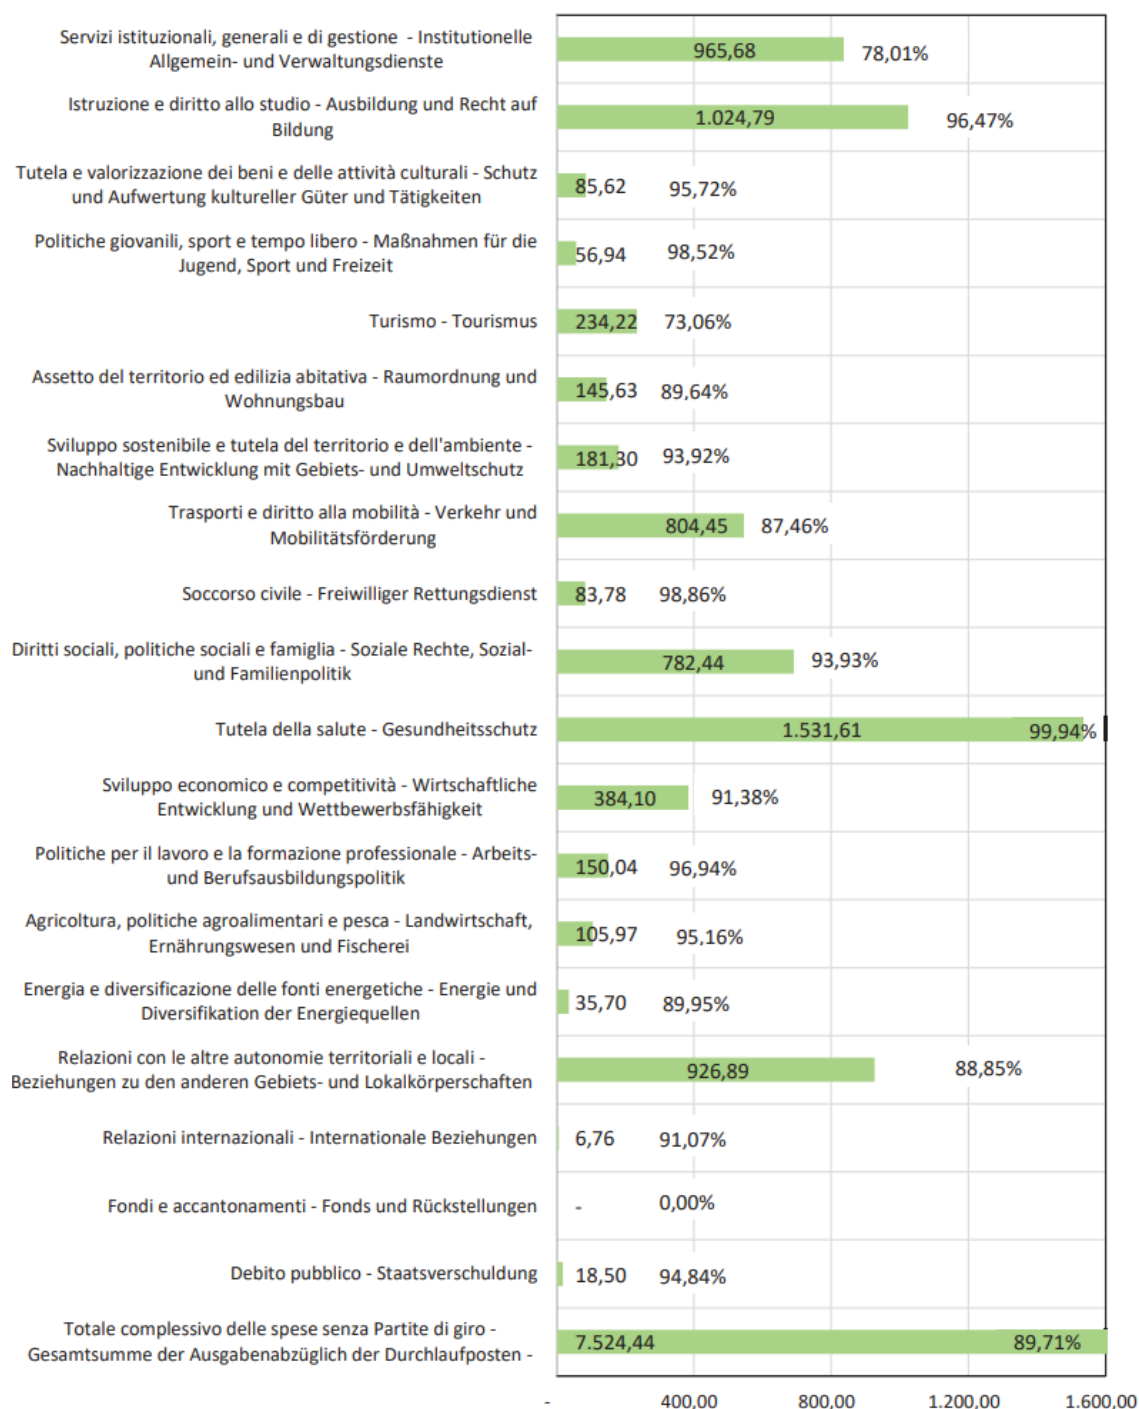 Servizi istituzionali, generali e di gestione - Institutionelle
Allgemein- und Verwaltungsdienste
965,68 78,01%
Istruzione e diritto allo studio - Ausbildung und Recht auf
Bildung
1.024,79 96,47%
Tutela e valorizzazione dei beni e delle attività culturali - Schutz
und Aufwertung kultureller Güter und Tätigkeiten
85,62 95,72%
Politiche giovanili, sport e tempo libero - Maßnahmen für die
Jugend, Sport und Freizeit
56,94 98,52%
Turismo - Tourismus 234,22 73,06%
Assetto del territorio ed edilizia abitativa - Raumordnung und
Wohnungsbau
145,63 89,64%
Sviluppo sostenibile e tutela del territorio e dell'ambiente -
Nachhaltige Entwicklung mit Gebiets- und Umweltschutz
181,30 93,92%
Trasporti e diritto alla mobilità - Verkehr und
Mobilitätsförderung
804,45 87,46%
Soccorso civile - Freiwilliger Rettungsdienst 83,78 98,86%
Diritti sociali, politiche sociali e famiglia - Soziale Rechte, Sozial-
und Familienpolitik
782,44 93,93%
Tutela della salute - Gesundheitsschutz 1.531,61 99,94%
Sviluppo economico e competitività - Wirtschaftliche
Entwicklung und Wettbewerbsfähigkeit
384,10 91,38%
Politiche per il lavoro e la formazione professionale - Arbeits-
und Berufsausbildungspolitik
150,04 96,94%
Agricoltura, politiche agroalimentari e pesca - Landwirtschaft,
Ernährungswesen und Fischerei
105,97 95,16%
Energia e diversificazione delle fonti energetiche - Energie und
Diversifikation der Energiequellen
35,70 89,95%
Relazioni con le altre autonomie territoriali e locali -
Beziehungen zu den anderen Gebiets- und Lokalkörperschaften
926,89 88,85%
Relazioni internazionali - Internationale Beziehungen 6,76 91,07%
Fondi e accantonamenti - Fonds und Rückstellungen - 0,00%
Debito pubblico - Staatsverschuldung 18,50 94,84%
Totale complessivo delle spese senza Partite di giro -
Gesamtsumme der Ausgabenabzüglich der Durchlaufposten -
7.524,44 89,71%
- 400,00 800,00 1.200,00 1.600,00